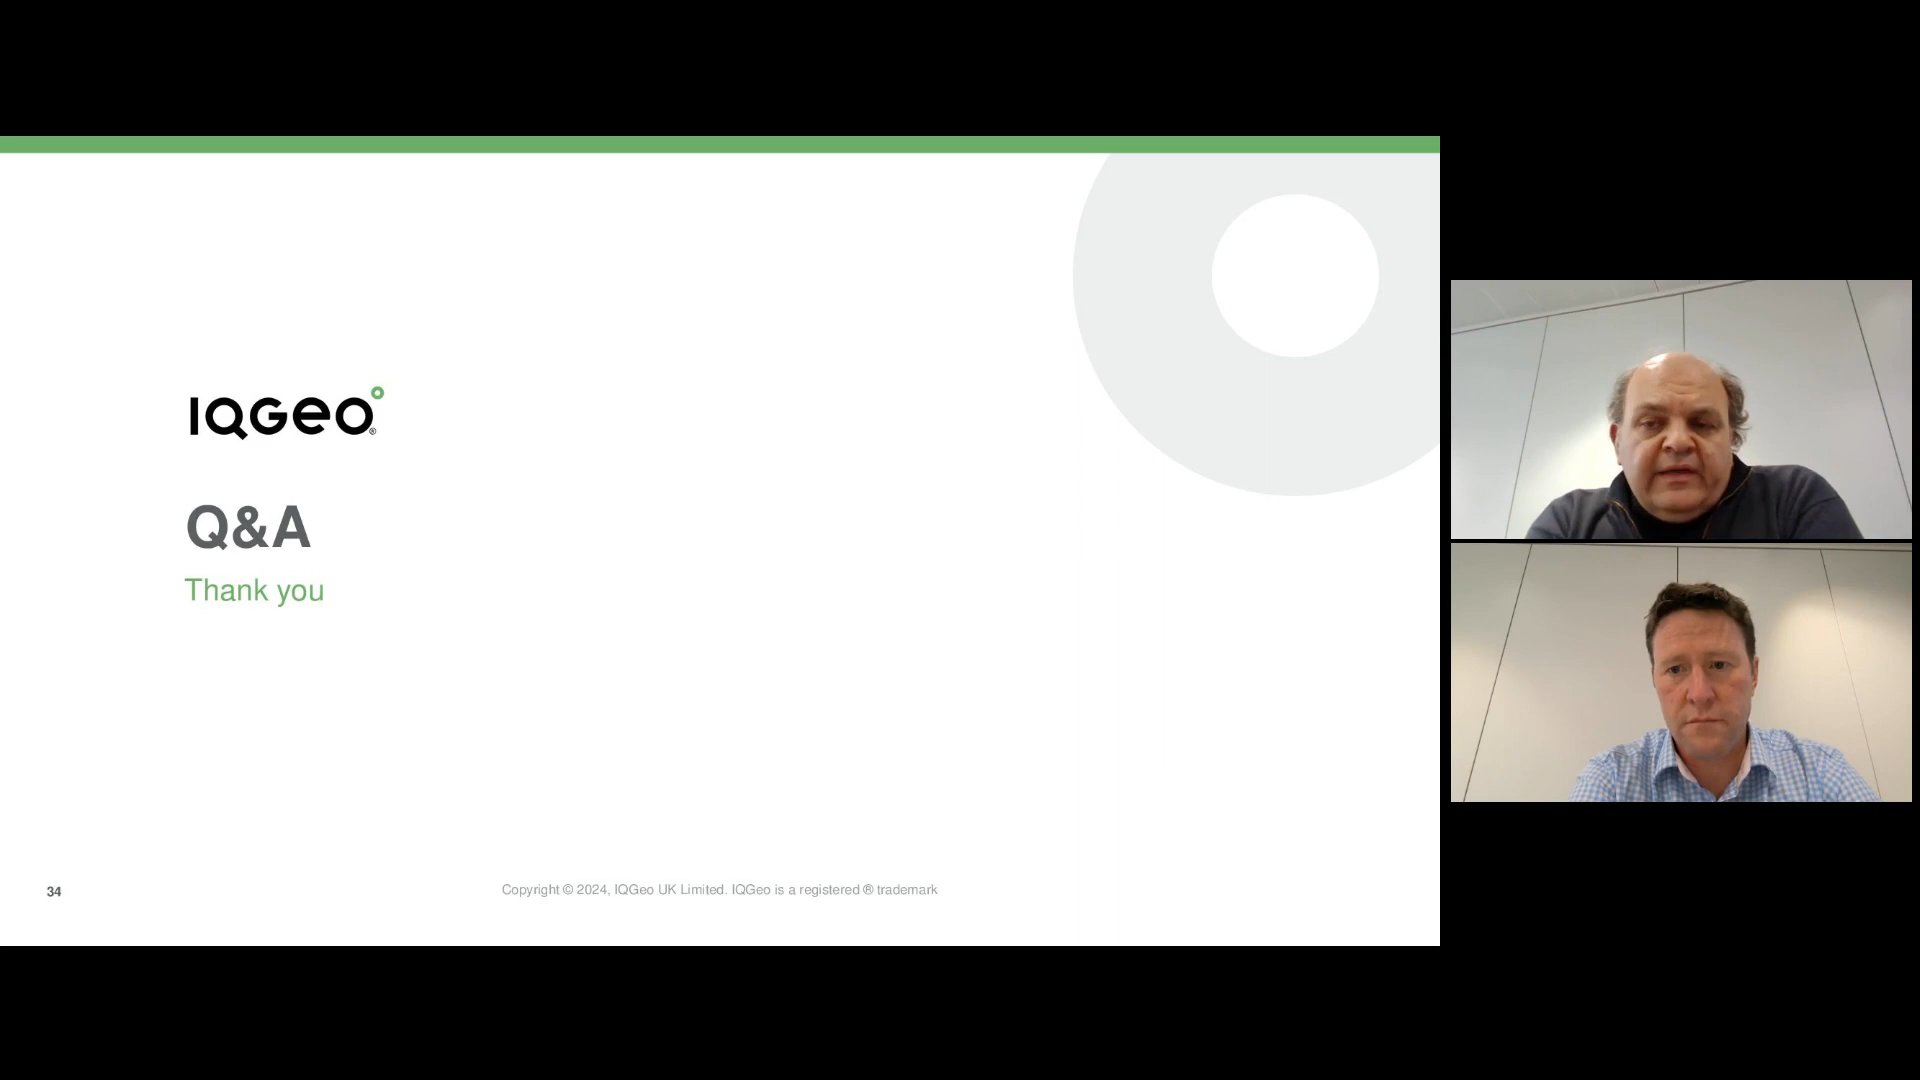 IQGeo®
Q&A
Thank you
34
Copyright © 2024, IQGeo UK Limited. IQGeo is a registered ® trademark